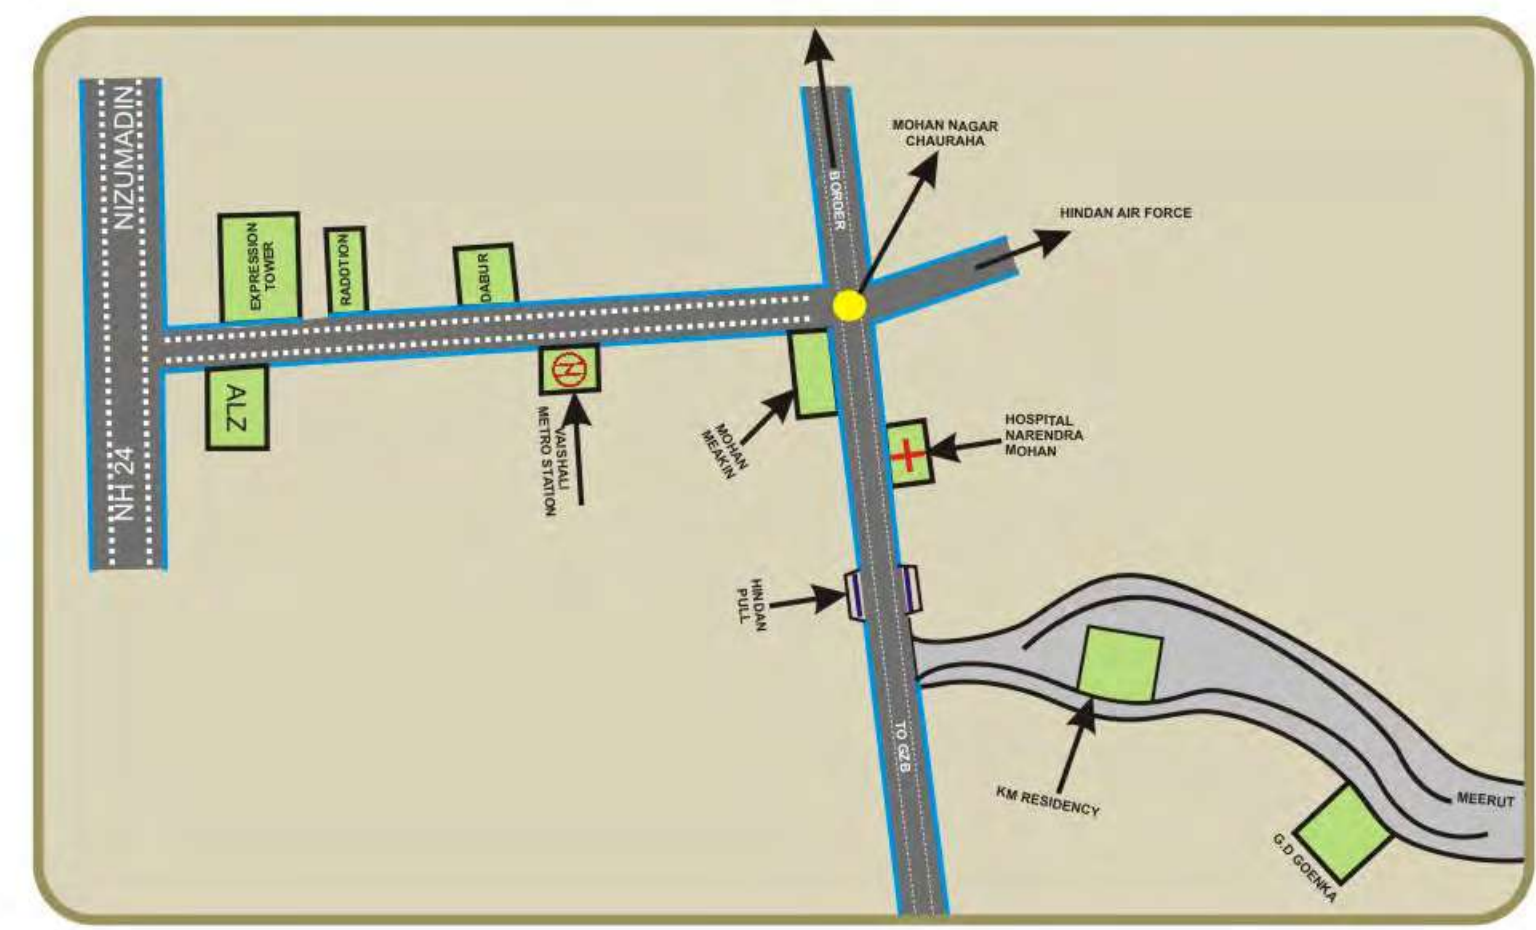 NIZUMADIN
NH 24
EXPRESSION
TOWER
RADDTION
DABUR
ALZ
VAISHALI
METRO STATION
BORDER
MOHAN NAGAR
CHAURAHA
HINDAN AIR FORCE
MOHAN
MEAKIN
HOSPITAL
NARENDRA
MOHAN
HINDAN
PULL
TO GZB
KM RESIDENCY
MEERUT
G.D GOENKA